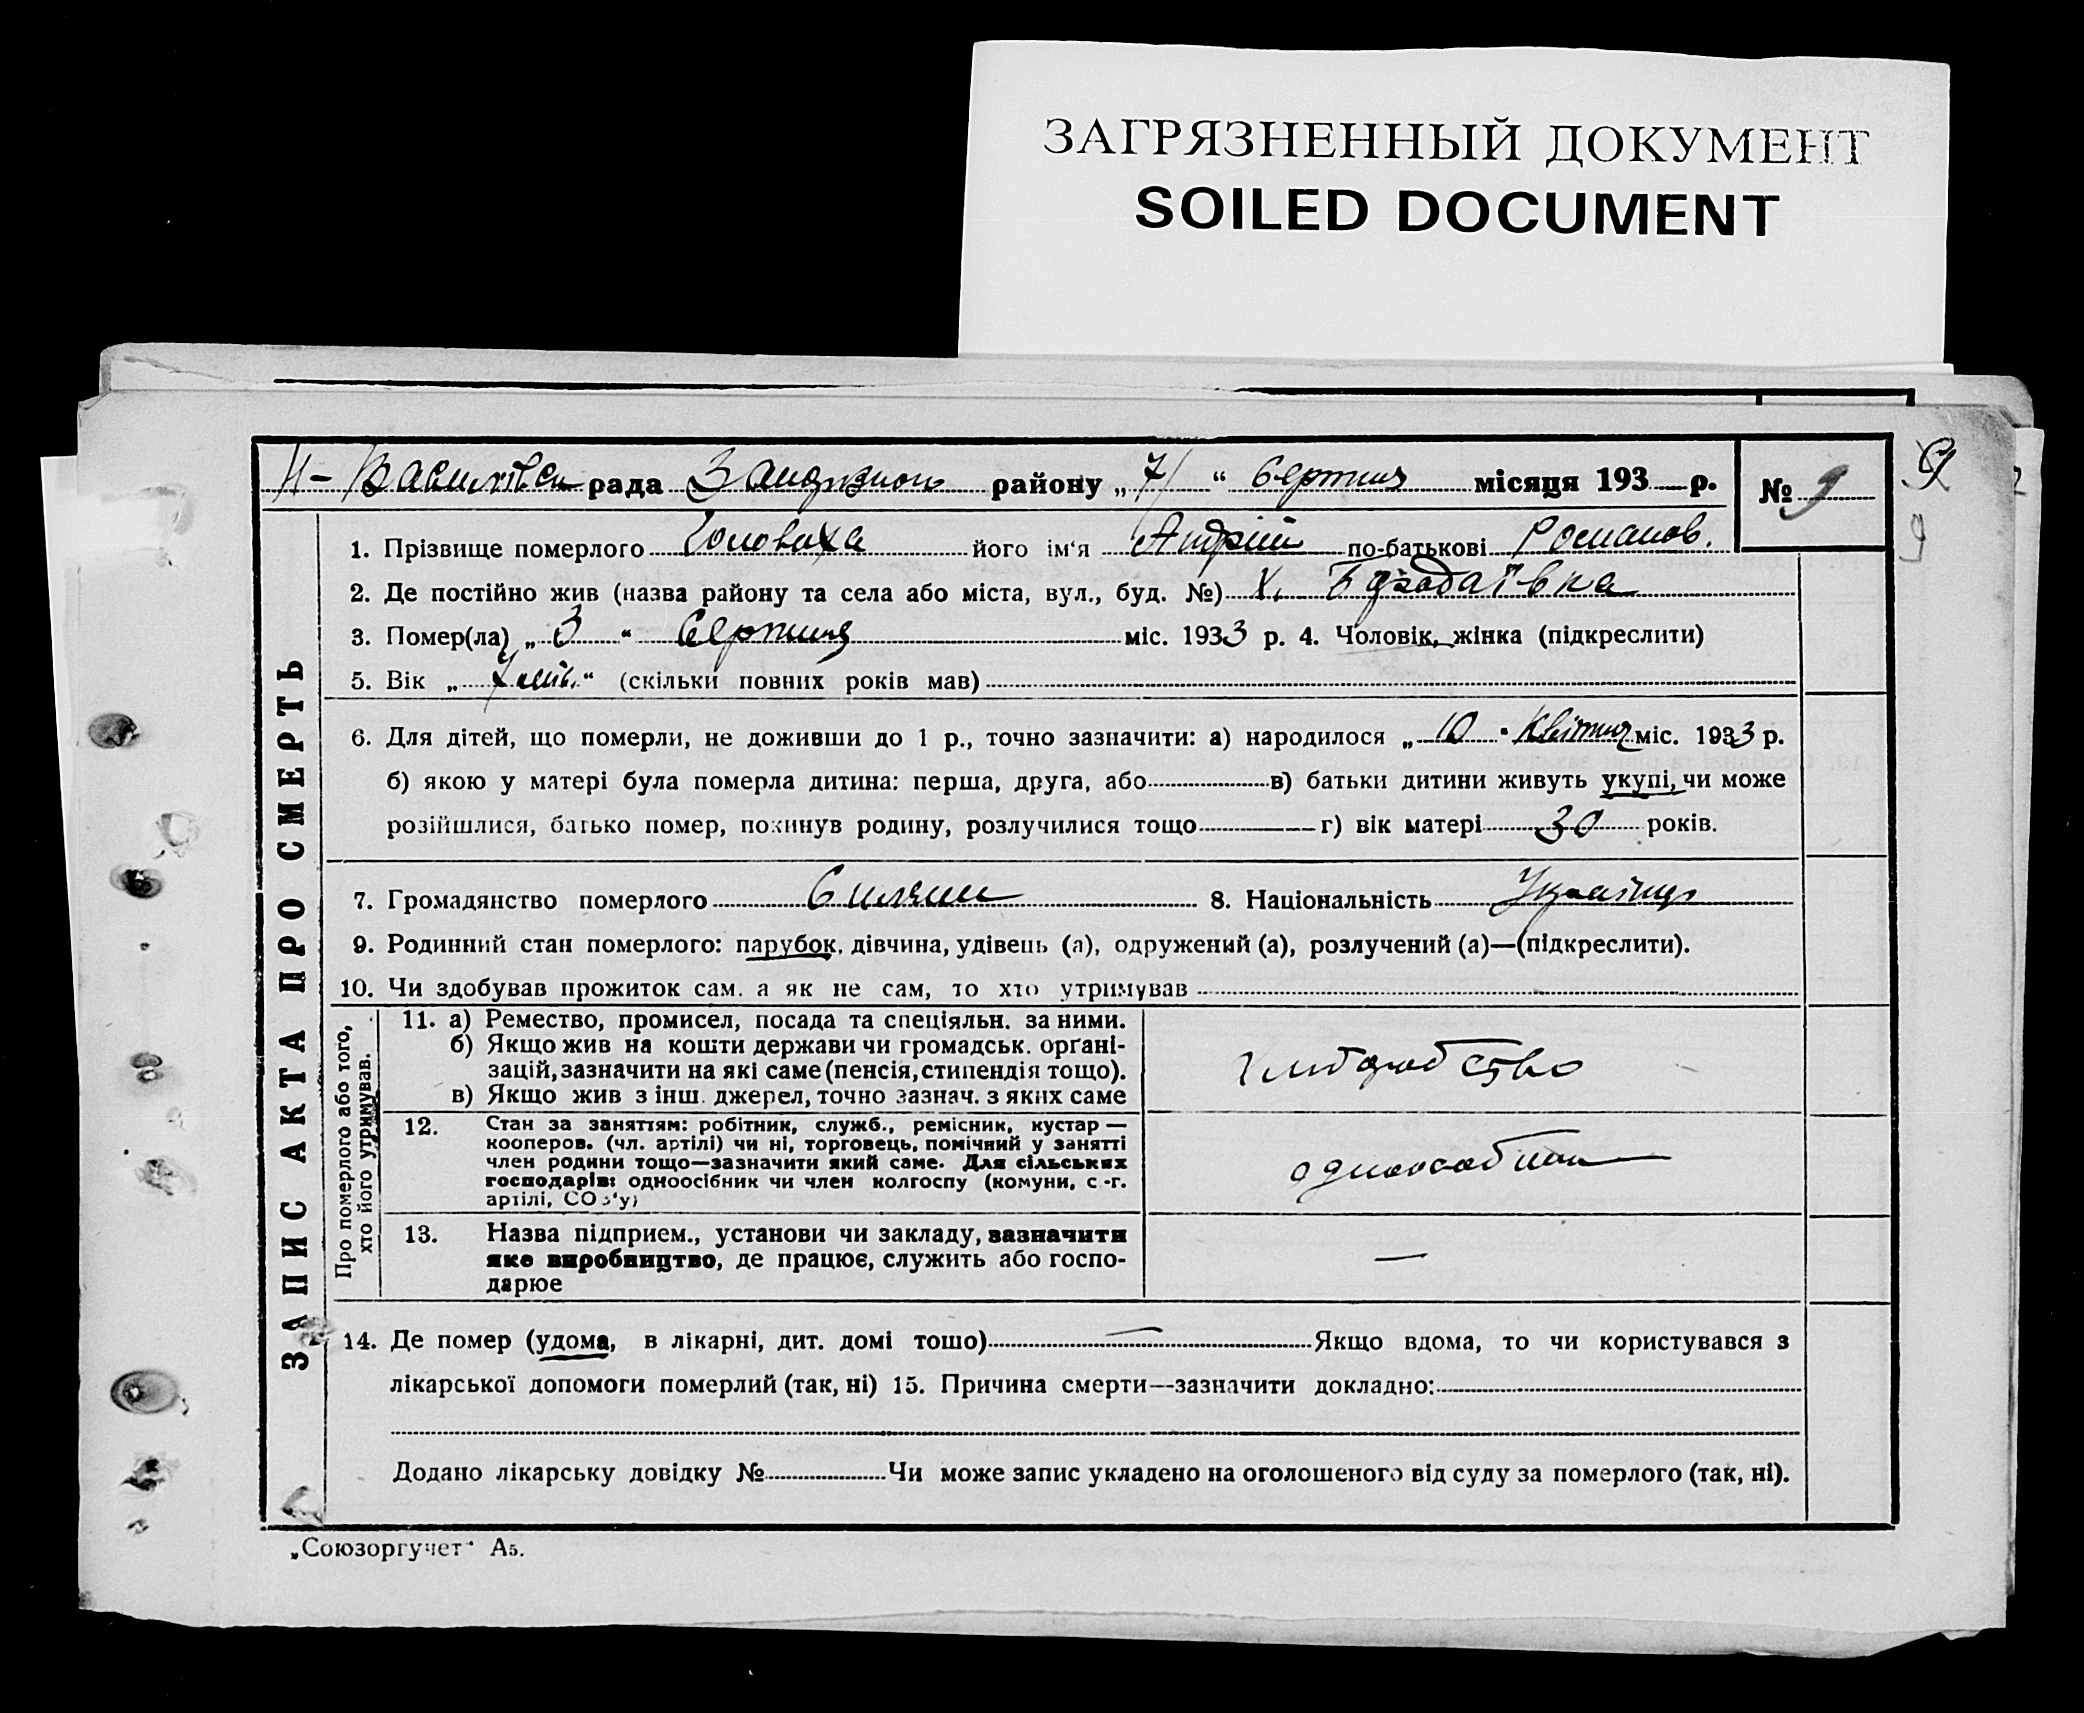 ЗАГРЯЗНЕННЫЙ ДОКУМЕНТ
SOILED DOCUMENT
Н-Василівск рада району „7“ Серпня місяця 193 р. № 9
9
1. Прізвище померлого Головаха його ім‘я Андрій по-батькові Романов.
2. Де постійно жив (назва району та села або міста, вул., буд. №) Х.
3. Помер(ла) „3“ Серпня міс. 1933 р. 4. Чоловік, жінка (підкреслити)
5. Вік „ “ (скільки повних років мав)
6. Для дітей, що померли, не доживши до 1 р., точно зазначити: а) народилося „10“ Квітня міс. 1933 р.
б) якою у матері була померла дитина: перша, друга, або в) батьки дитини живуть укупі, чи може
розійшлися, батько помер, покинув родину, розлучилися тощо г) вік матері 30 років.
7. Громадянство померлого 8. Національність Українц
9. Родинний стан померлого: парубок, дівчина, удівець (а), одружений (а), розлучений (а)—(підкреслити).
10. Чи здобував прожиток сам. а як не сам, то хто утримував
ЗАПИС АКТА ПРО СМЕРТЬ
Про померлого або того,
хто його утримував.
11. а) Ремество, промисел, посада та спеціяльн. за ними.
б) Якщо жив на кошти держави чи громадськ. орґані-
зацій, зазначити на які саме (пенсія, стипендія тощо).
в) Якщо жив з інш. джерел, точно зазнач. з яких саме
хліборобство
12. Стан за заняттям: робітник, служб., ремісник, кустар —
кооперов. (чл. артілі) чи ні, торговець, помічний у занятті
член родини тощо—зазначити який саме. Для сільських
господарів: одноосібник чи член колгоспу (комуни, с.-г.
артілі, СОЗ‘у)
13. Назва підприєм., установи чи закладу, зазначити
яке виробництво, де працює, служить або госпо-
дарює
—
14. Де помер (удома, в лікарні, дит. домі тошо) — Якщо вдома, то чи користувався з
лікарської допомоги померлий (так, ні) 15. Причина смерти—зазначити докладно:
Додано лікарську довідку № Чи може запис укладено на оголошеного від суду за померлого (так, ні).
„Союзоргучет“ А5.